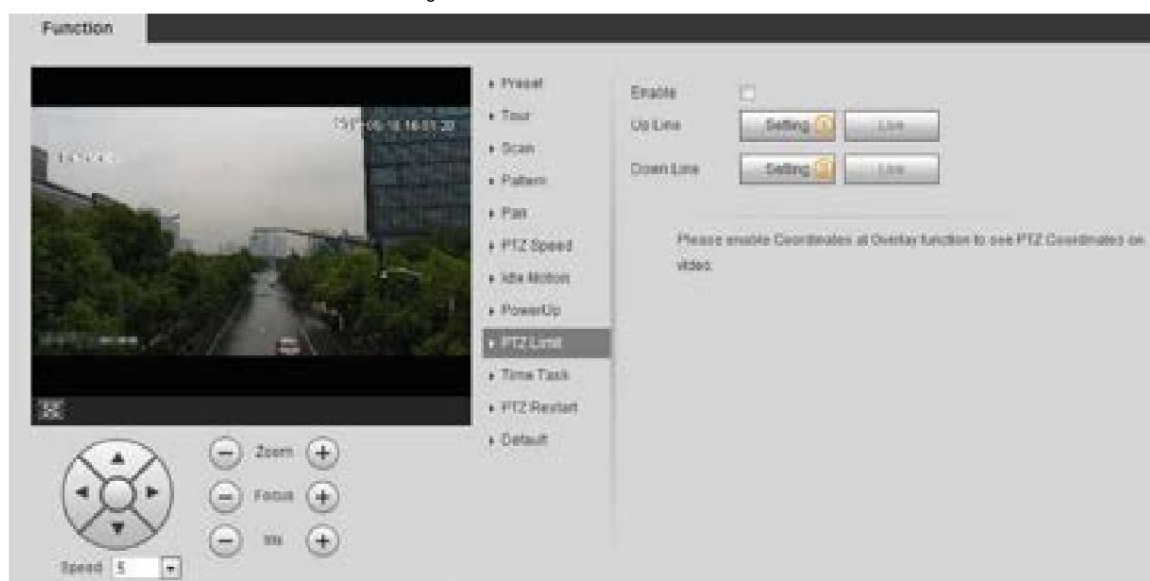 Function
Preset
Tour
Scan
Pattern
Pan
PTZ Speed
Idle Motion
PowerUp
PTZ Limit
Time Task
PTZ Restart
Default
Enable
Up Line Setting 1 Live
Down Line Setting Live
Please enable Coordinates at Overlay function to see PTZ Coordinates on
video.
Zoom
Focus
Iris
Speed 5